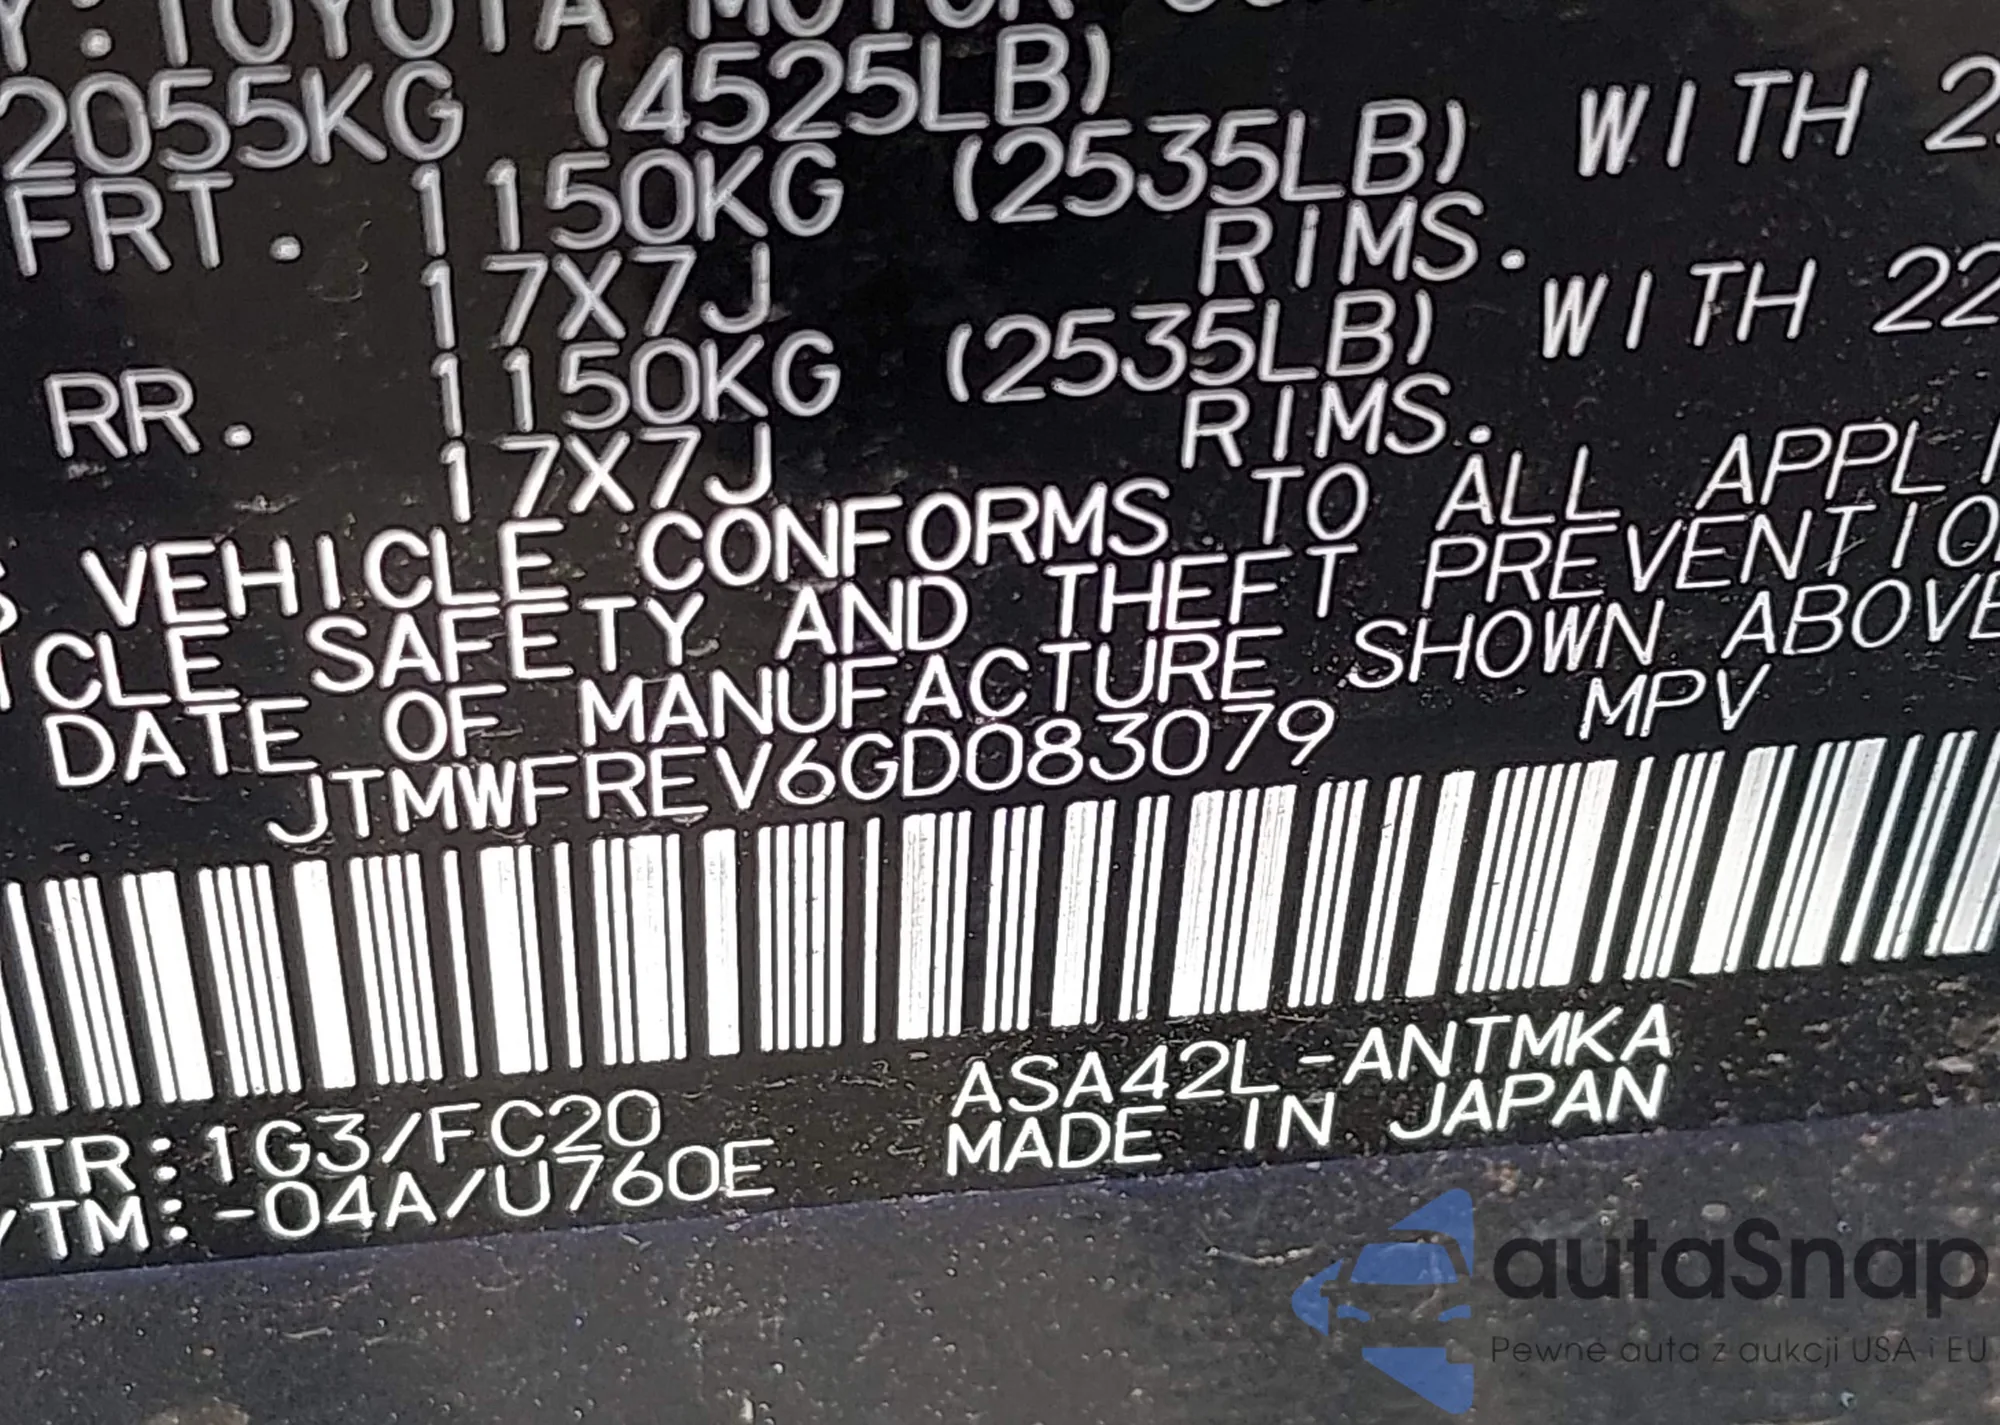 Y:TOYOTA MOTOR
2055KG (4525LB)
FRT. 1150KG (2535LB) WITH
17X7J RIMS.
RR. 1150KG (2535LB) WITH 22
17X7J RIMS.
VEHICLE CONFORMS TO ALL APPLI
ICLE SAFETY AND THEFT PREVENTIO
DATE OF MANUFACTURE SHOWN ABOVE
JTMWFREV6GD083079 MPV
/TR:1G3/FC20 ASA42L-ANTMKA
/TM:-04A/U760E MADE IN JAPAN
autaSnap
Pewne auta z aukcji USA i EU